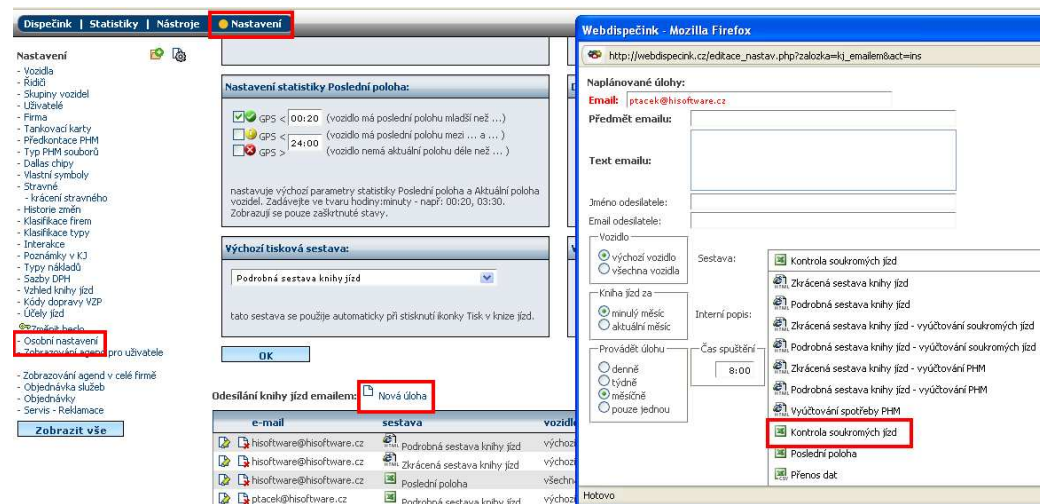 Dispečink | Statistiky | Nástroje
Nastavení
Nastavení
- Vozidla
- Řidiči
- Skupiny vozidel
- Uživatelé
- Firma
- Tankovací karty
- Předkontace PHM
- Typ PHM souborů
- Dallas chipy
- Vlastní symboly
- Stravné
- krácení stravného
- Historie změn
- Klasifikace firem
- Klasifikace typy
- Interakce
- Poznámky v KJ
- Typy nákladů
- Sazby DPH
- Vzhled knihy jízd
- Kódy dopravy VZP
- Účely jízd
Změnit heslo
- Osobní nastavení
- Zobrazování agend pro uživatele
- Zobrazování agend v celé firmě
- Objednávka služeb
- Objednávky
- Servis - Reklamace
Zobrazit vše
Nastavení statistiky Poslední poloha:
GPS < 00:20 (vozidlo má poslední polohu mladší než ...)
GPS < (vozidlo má poslední polohu mezi ... a ... )
24:00
GPS > (vozidlo nemá aktuální polohu déle než ... )
nastavuje výchozí parametry statistiky Poslední poloha a Aktuální poloha
vozidel. Zadávejte ve tvaru hodiny:minuty - např: 00:20, 03:30.
Zobrazují se pouze zaškrtnuté stavy.
Výchozí tisková sestava:
Podrobná sestava knihy jízd
tato sestava se použije automaticky při stisknutí ikonky Tisk v knize jízd.
OK
Odesílání knihy jízd emailem: Nová úloha
e-mail sestava vozidl
hisoftware@hisoftware.cz Podrobná sestava knihy jízd výchoz
hisoftware@hisoftware.cz Zkrácená sestava knihy jízd výchoz
hisoftware@hisoftware.cz Poslední poloha všechn
ptacek@hisoftware.cz Podrobná sestava knihy jízd výchoz
Webdispečink - Mozilla Firefox
http://webdispecink.cz/editace_nastav.php?zalozka=kj_emailem&act=ins
Naplánované úlohy:
Email: ptacek@hisoftware.cz
Předmět emailu:
Text emailu:
Jméno odesilatele:
Email odesilatele:
Vozidlo
výchozí vozidlo
všechna vozidla
Sestava:
Kontrola soukromých jízd
Zkrácená sestava knihy jízd
Podrobná sestava knihy jízd
Zkrácená sestava knihy jízd - vyúčtování soukromých jízd
Podrobná sestava knihy jízd - vyúčtování soukromých jízd
Zkrácená sestava knihy jízd - vyúčtování PHM
Podrobná sestava knihy jízd - vyúčtování PHM
Vyúčtování spotřeby PHM
Kontrola soukromých jízd
Poslední poloha
Přenos dat
Kniha jízd za
minulý měsíc
aktuální měsíc
Interní popis:
Provádět úlohu
denně
týdně
měsíčně
pouze jednou
Čas spuštění
8:00
Hotovo